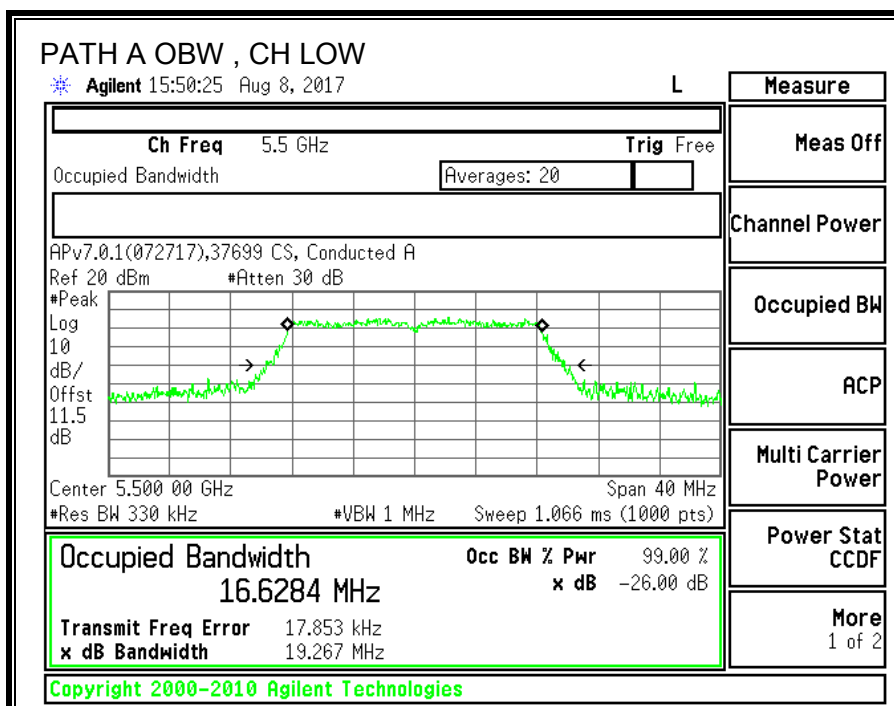 PATH A OBW , CH LOW
Agilent 15:50:25 Aug 8, 2017 L
Measure
Ch Freq 5.5 GHz Trig Free
Occupied Bandwidth Averages: 20
APv7.0.1(072717),37699 CS, Conducted A
Ref 20 dBm #Atten 30 dB
#Peak
Log
10
dB/
Offst
11.5
dB
Center 5.500 00 GHz Span 40 MHz
#Res BW 330 kHz #VBW 1 MHz Sweep 1.066 ms (1000 pts)
Occupied Bandwidth Occ BW % Pwr 99.00 %
16.6284 MHz x dB -26.00 dB
Transmit Freq Error 17.853 kHz
x dB Bandwidth 19.267 MHz
Copyright 2000-2010 Agilent Technologies
Meas Off
Channel Power
Occupied BW
ACP
Multi Carrier
Power
Power Stat
CCDF
More
1 of 2